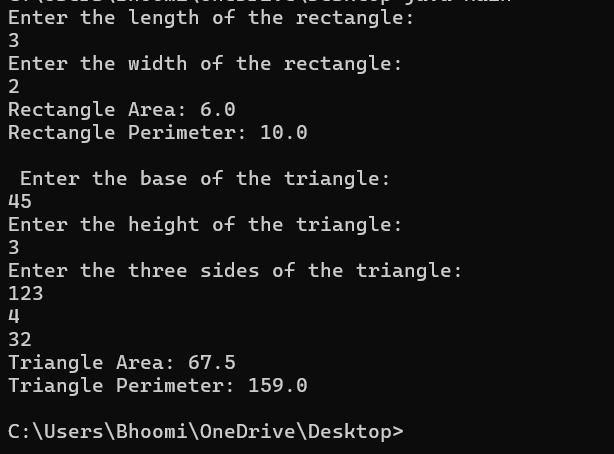 Enter the length of the rectangle:
3
Enter the width of the rectangle:
2
Rectangle Area: 6.0
Rectangle Perimeter: 10.0
Enter the base of the triangle:
45
Enter the height of the triangle:
3
Enter the three sides of the triangle:
123
4
32
Triangle Area: 67.5
Triangle Perimeter: 159.0
C:\Users\Bhoomi\OneDrive\Desktop>